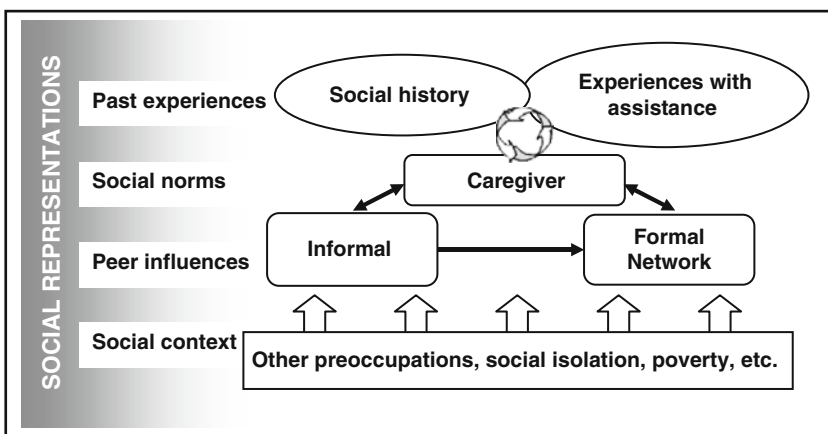 SOCIAL REPRESENTATIONS
Past experiences
Social history
Experiences with
assistance
Social norms
Caregiver
Peer influences
Informal
Formal
Network
Social context
Other preoccupations, social isolation, poverty, etc.